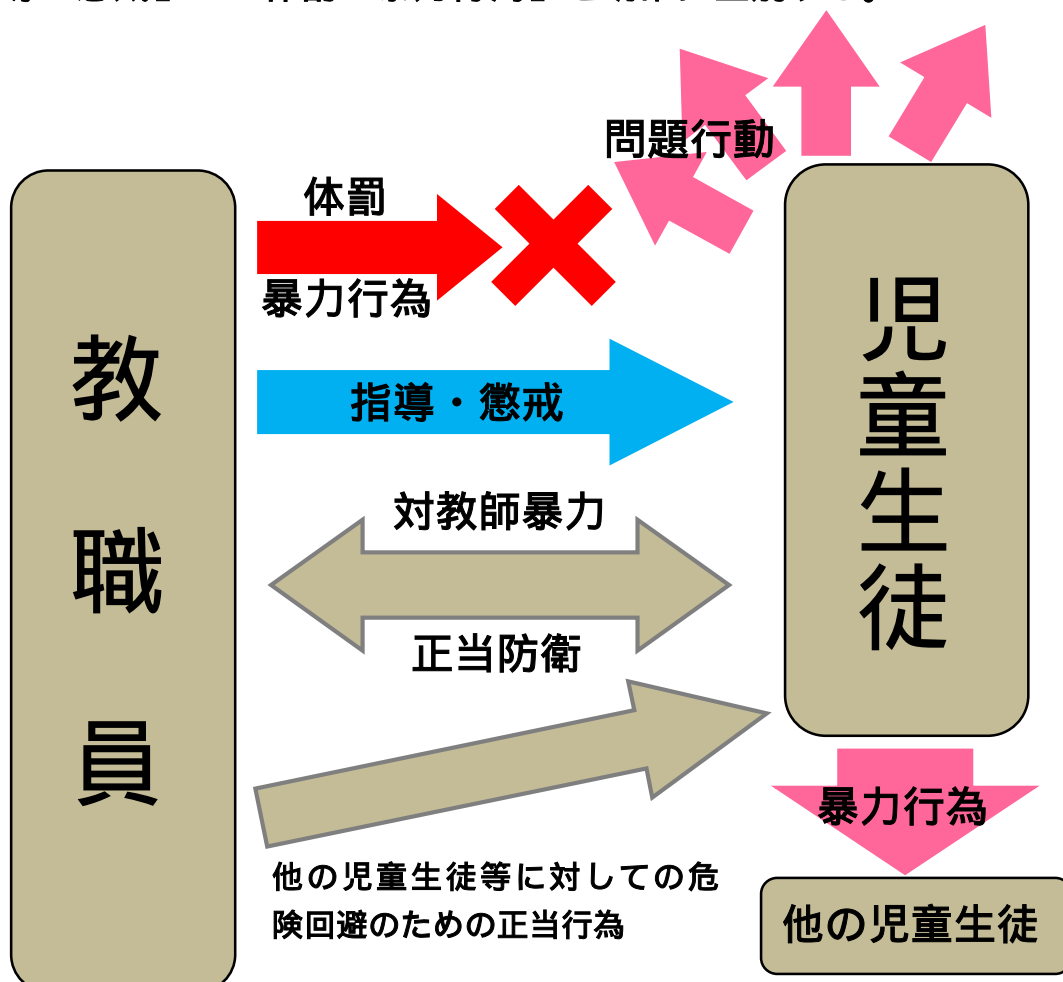 問題行動
体罰
暴力行為
指導・懲戒
対教師暴力
正当防衛
教職員
児童生徒
他の児童生徒等に対しての危
険回避のための正当行為
暴力行為
他の児童生徒